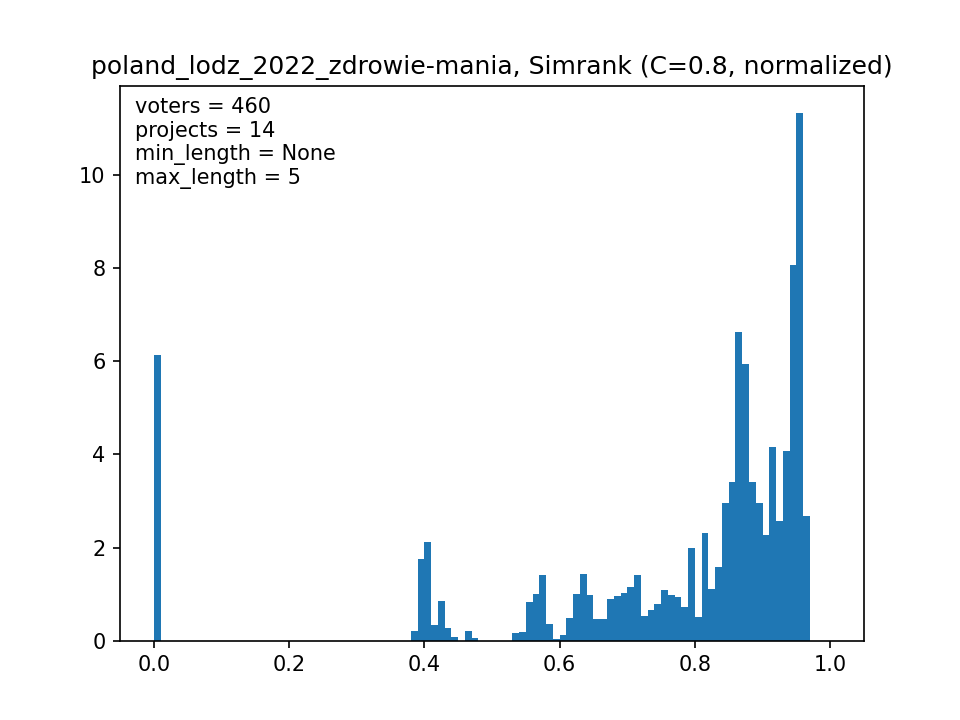 poland_lodz_2022_zdrowie-mania, Simrank (C=0.8, normalized)
voters = 460
projects = 14
min_length = None
max_length = 5
10
8
6
4
2
0
0.0 0.2 0.4 0.6 0.8 1.0